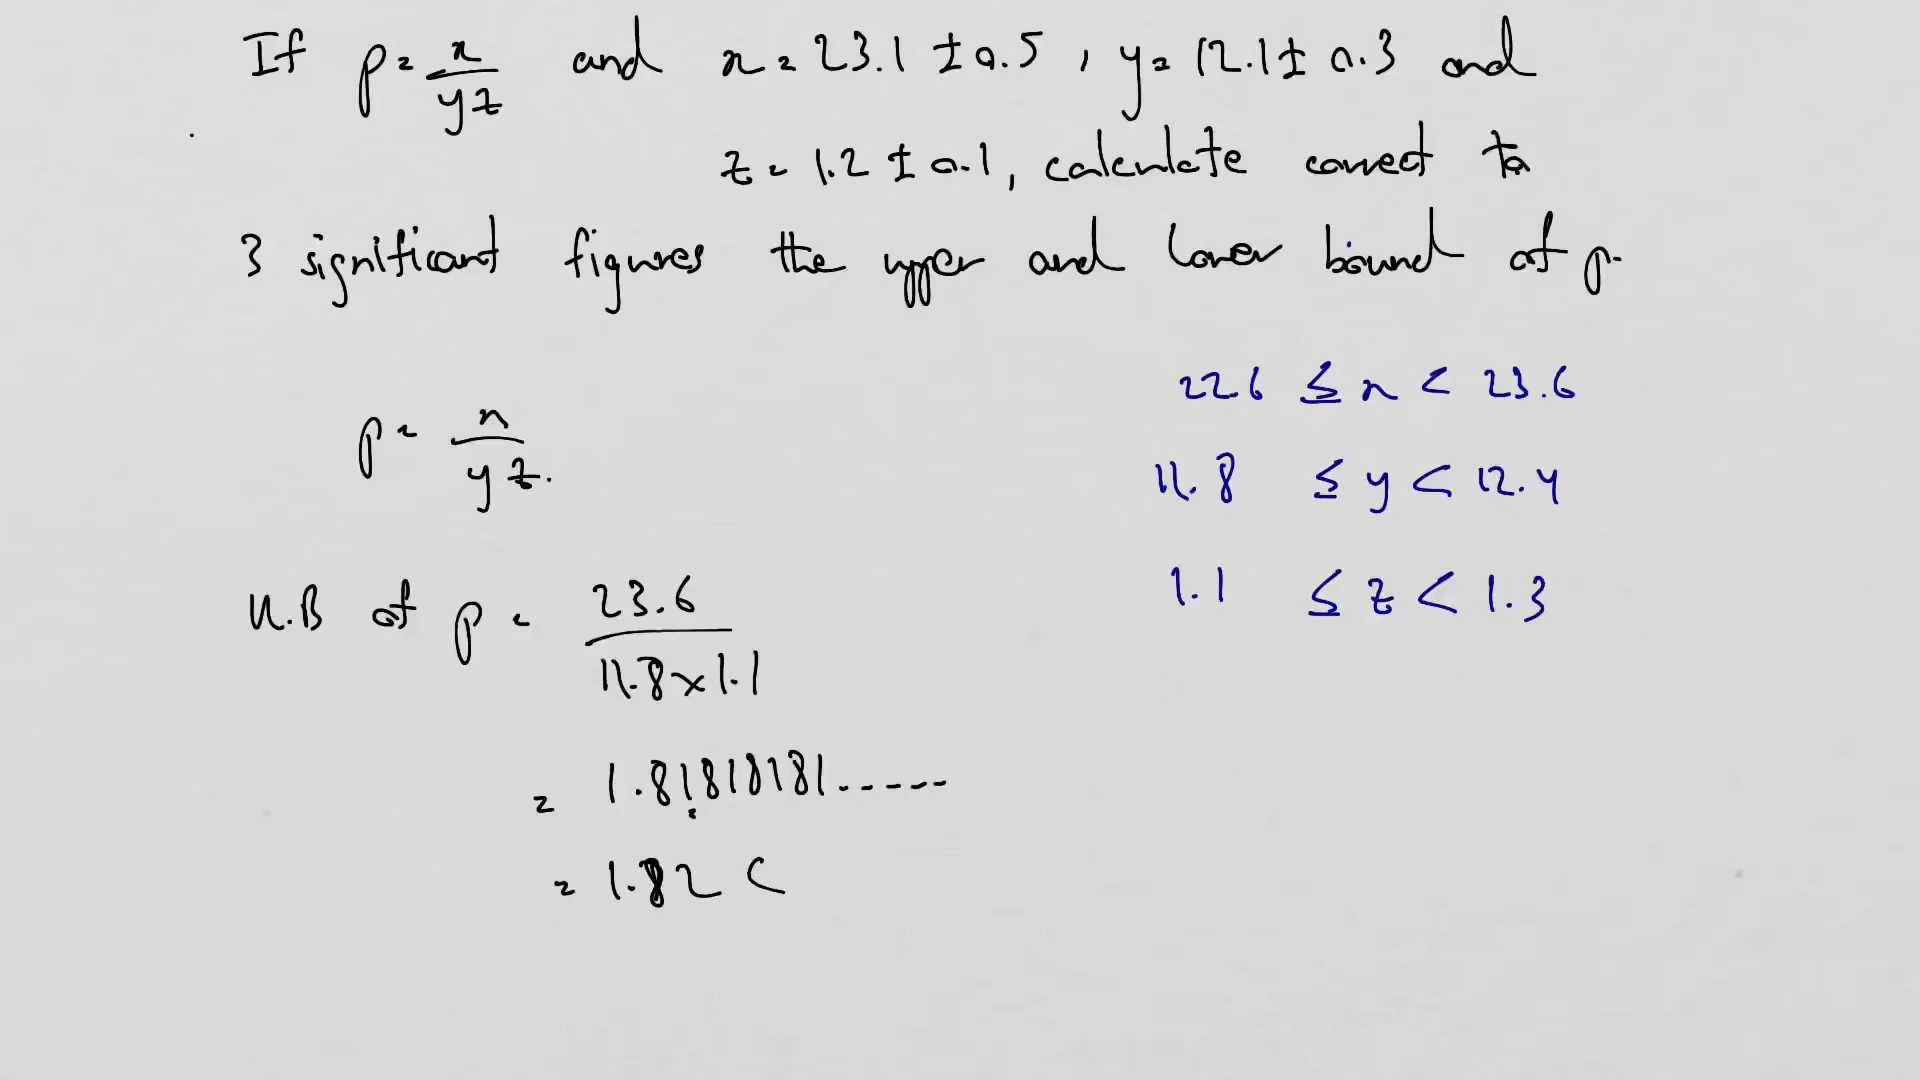 If p = x/yz and x = 23.1 ± 0.5 , y = 12.1 ± 0.3 and
z = 1.2 ± 0.1, calculate correct to
3 significant figures the upper and lower bound of p.
22.6 ≤ x < 23.6
p = x/yz.
11.8 ≤ y < 12.4
1.1 ≤ z < 1.3
U.B of p = 23.6/11.8×1.1
= 1.81818181.....
= 1.82 (